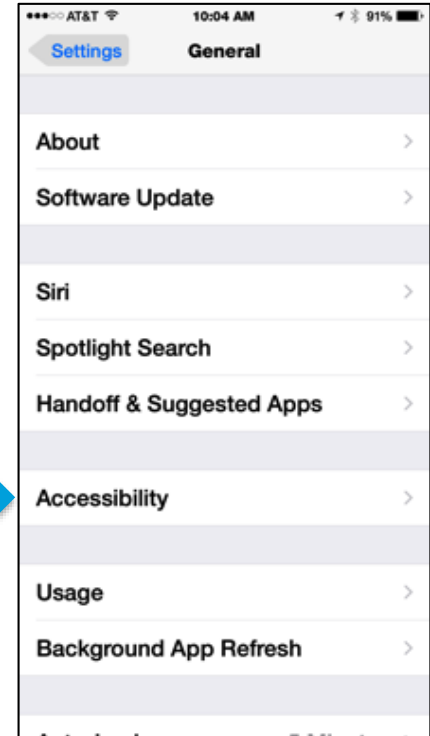 AT&T 10:04 AM 91%
Settings General
About
Software Update
Siri
Spotlight Search
Handoff & Suggested Apps
Accessibility
Usage
Background App Refresh